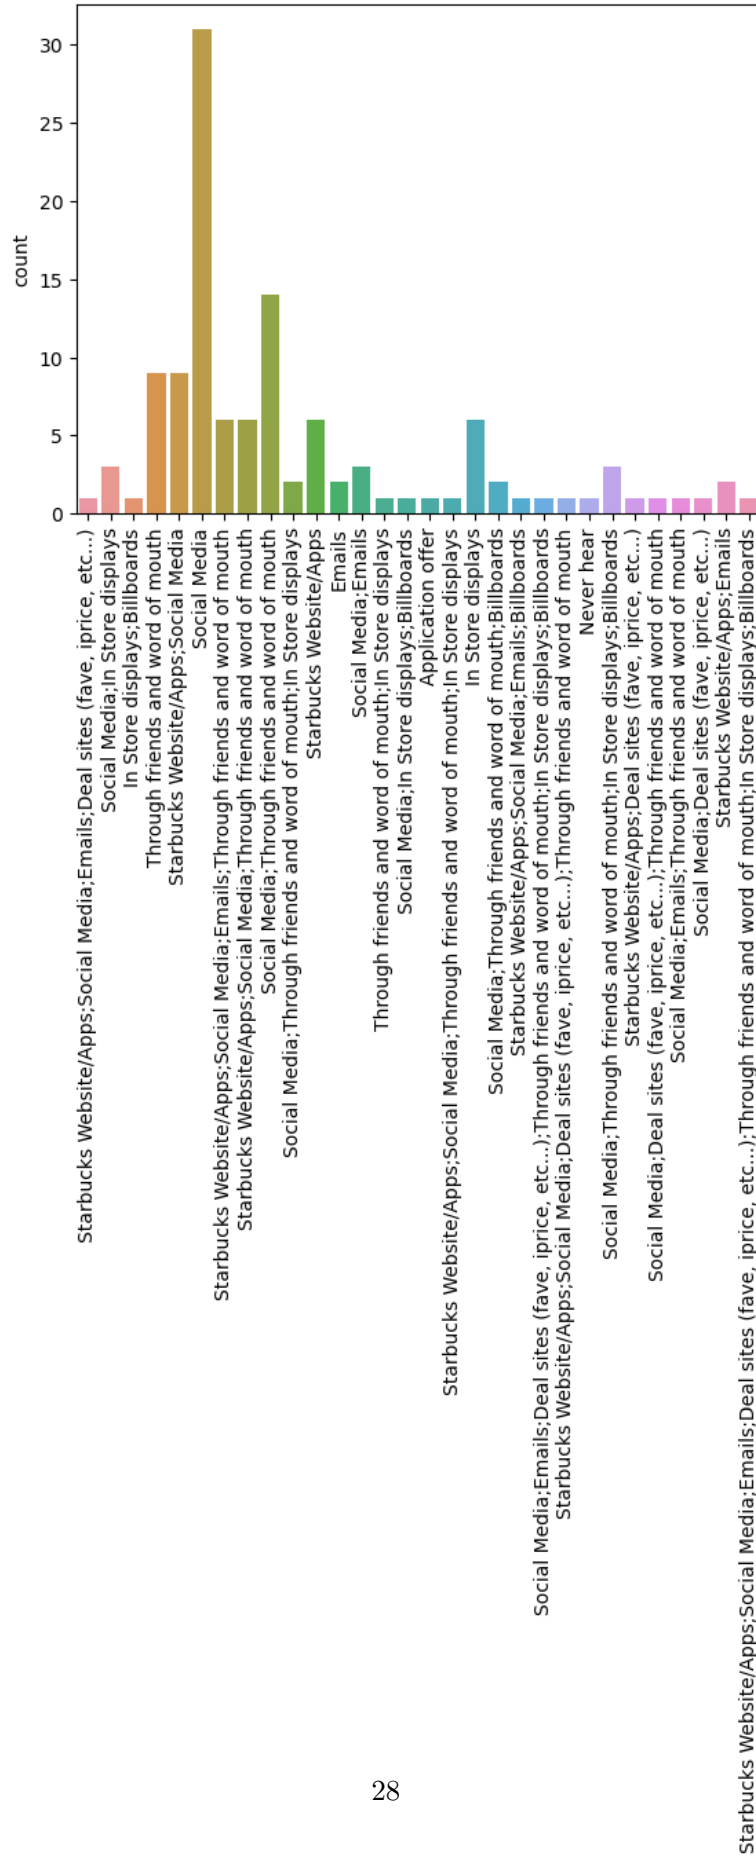 30
25
20
15
10
5
0
count
Starbucks Website/Apps;Social Media;Emails;Deal sites (fave, iprice, etc...)
Social Media;In Store displays
In Store displays;Billboards
Through friends and word of mouth
Starbucks Website/Apps;Social Media
Social Media
Starbucks Website/Apps;Social Media;Emails;Through friends and word of mouth
Starbucks Website/Apps;Social Media;Through friends and word of mouth
Social Media;Through friends and word of mouth
Social Media;Through friends and word of mouth;In Store displays
Starbucks Website/Apps
Emails
Social Media;Emails
Through friends and word of mouth;In Store displays
Social Media;In Store displays;Billboards
Application offer
Starbucks Website/Apps;Social Media;Through friends and word of mouth;In Store displays
In Store displays
Social Media;Through friends and word of mouth;Billboards
Starbucks Website/Apps;Social Media;Emails;Billboards
Social Media;Emails;Deal sites (fave, iprice, etc...);Through friends and word of mouth;In Store displays;Billboards
Starbucks Website/Apps;Social Media;Deal sites (fave, iprice, etc...);Through friends and word of mouth
Never hear
Social Media;Through friends and word of mouth;In Store displays;Billboards
Starbucks Website/Apps;Deal sites (fave, iprice, etc...)
Social Media;Deal sites (fave, iprice, etc...);Through friends and word of mouth
Social Media;Emails;Through friends and word of mouth
Social Media;Deal sites (fave, iprice, etc...)
Starbucks Website/Apps;Emails
Starbucks Website/Apps;Social Media;Emails;Deal sites (fave, iprice, etc...);Through friends and word of mouth;In Store displays;Billboards
28